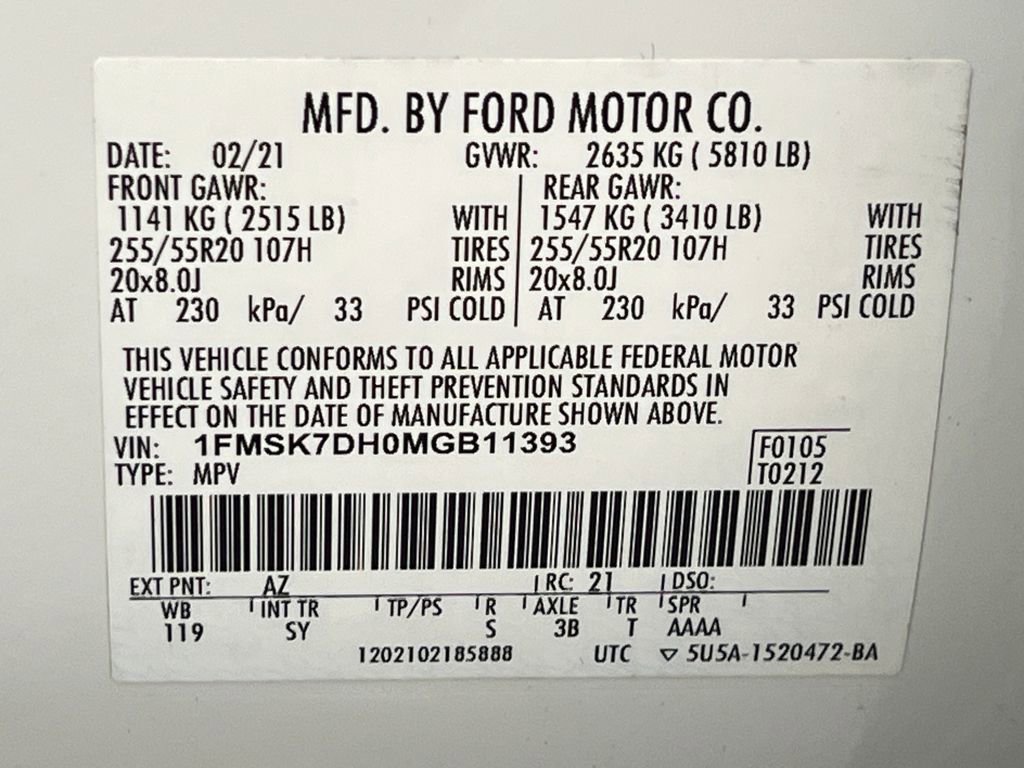 MFD. BY FORD MOTOR CO.
DATE: 02/21 GVWR: 2635 KG ( 5810 LB)
FRONT GAWR: REAR GAWR:
1141 KG ( 2515 LB) WITH 1547 KG ( 3410 LB) WITH
255/55R20 107H TIRES 255/55R20 107H TIRES
20x8.0J RIMS 20x8.0J RIMS
AT 230 kPa/ 33 PSI COLD AT 230 kPa/ 33 PSI COLD
THIS VEHICLE CONFORMS TO ALL APPLICABLE FEDERAL MOTOR
VEHICLE SAFETY AND THEFT PREVENTION STANDARDS IN
EFFECT ON THE DATE OF MANUFACTURE SHOWN ABOVE.
VIN: 1FMSK7DH0MGB11393 F0105
TYPE: MPV T0212
EXT PNT: AZ RC: 21 DSO:
WB INT TR TP/PS R AXLE TR SPR
119 SY S 3B T AAAA
1202102185888 UTC ▽ 5U5A-1520472-BA